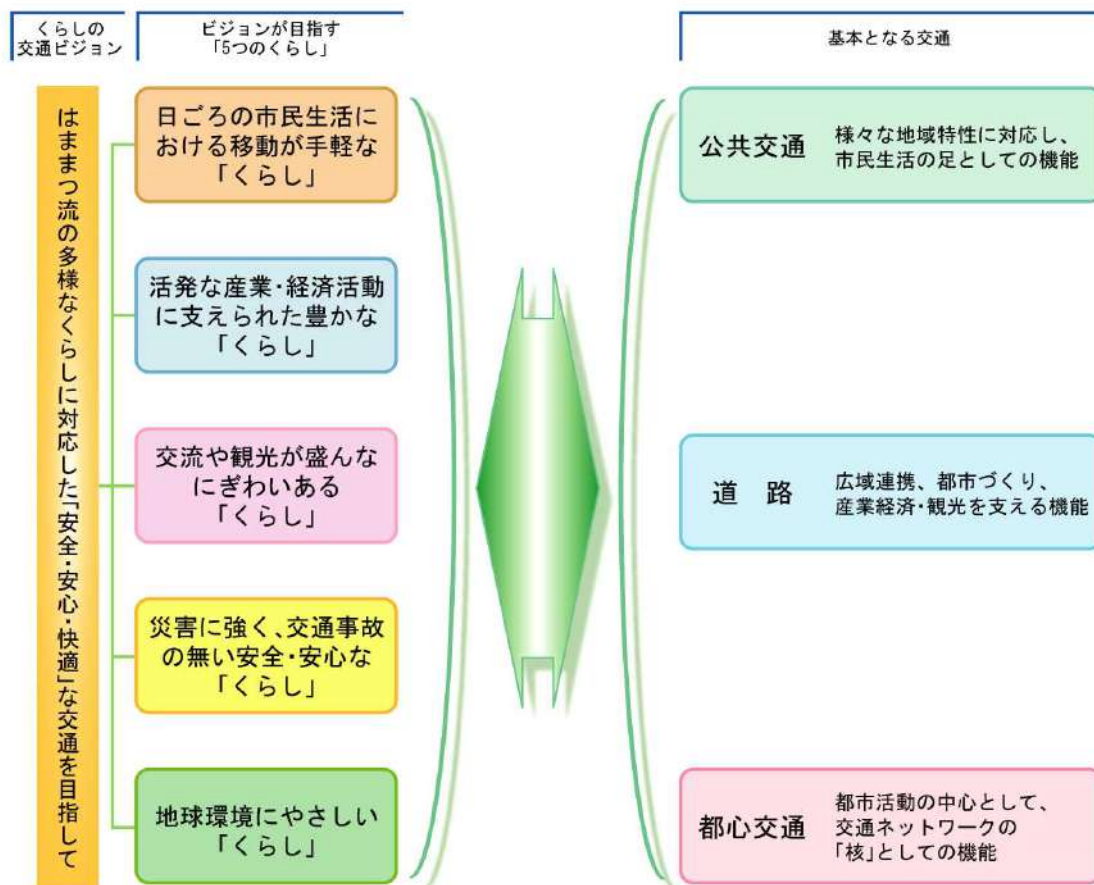 くらしの
交通ビジョン
ビジョンが目指す
「5つのくらし」
基本となる交通
はままつ流の多様なくらしに対応した「安全・安心・快適」な交通を目指して
日ごろの市民生活に
おける移動が手軽な
「くらし」
活発な産業・経済活動
に支えられた豊かな
「くらし」
交流や観光が盛んな
にぎわいある
「くらし」
災害に強く、交通事故
の無い安全・安心な
「くらし」
地球環境にやさしい
「くらし」
公共交通
様々な地域特性に対応し、
市民生活の足としての機能
道　路
広域連携、都市づくり、
産業経済・観光を支える機能
都心交通
都市活動の中心として、
交通ネットワークの
「核」としての機能